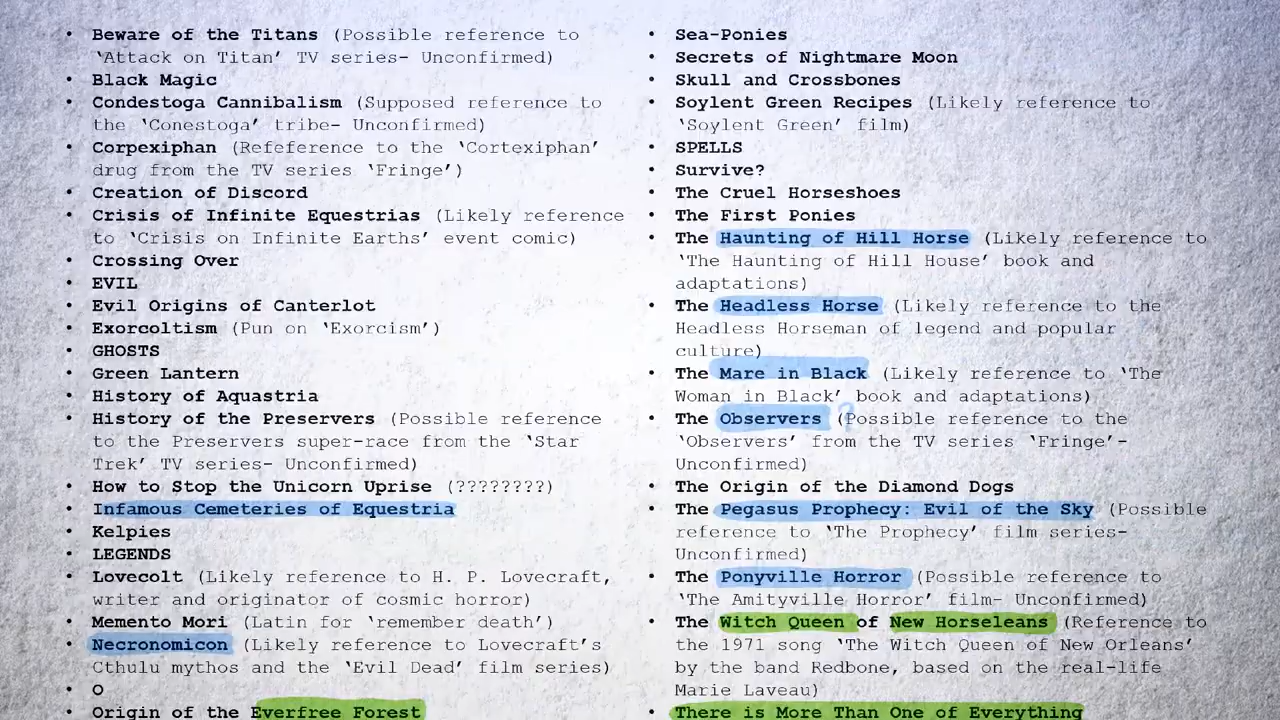 • Beware of the Titans (Possible reference to
'Attack on Titan' TV series- Unconfirmed)
• Black Magic
• Condestoga Cannibalism (Supposed reference to
the 'Conestoga' tribe- Unconfirmed)
• Corpexiphan (Refeference to the 'Cortexiphan'
drug from the TV series 'Fringe')
• Creation of Discord
• Crisis of Infinite Equestrias (Likely reference
to 'Crisis on Infinite Earths' event comic)
• Crossing Over
• EVIL
• Evil Origins of Canterlot
• Exorcoltism (Pun on 'Exorcism')
• GHOSTS
• Green Lantern
• History of Aquastria
• History of the Preservers (Possible reference
to the Preservers super-race from the 'Star
Trek' TV series- Unconfirmed)
• How to Stop the Unicorn Uprise (????????)
• Infamous Cemeteries of Equestria
• Kelpies
• LEGENDS
• Lovecolt (Likely reference to H. P. Lovecraft,
writer and originator of cosmic horror)
• Memento Mori (Latin for 'remember death')
• Necronomicon (Likely reference to Lovecraft's
Cthulu mythos and the 'Evil Dead' film series)
• O
• Origin of the Everfree Forest
• Sea-Ponies
• Secrets of Nightmare Moon
• Skull and Crossbones
• Soylent Green Recipes (Likely reference to
'Soylent Green' film)
• SPELLS
• Survive?
• The Cruel Horseshoes
• The First Ponies
• The Haunting of Hill Horse (Likely reference to
'The Haunting of Hill House' book and
adaptations)
• The Headless Horse (Likely reference to the
Headless Horseman of legend and popular
culture)
• The Mare in Black (Likely reference to 'The
Woman in Black' book and adaptations)
• The Observers ? (Possible reference to the
'Observers' from the TV series 'Fringe'-
Unconfirmed)
• The Origin of the Diamond Dogs
• The Pegasus Prophecy: Evil of the Sky (Possible
reference to 'The Prophecy' film series-
Unconfirmed)
• The Ponyville Horror (Possible reference to
'The Amityville Horror' film- Unconfirmed)
• The Witch Queen of New Horseleans (Reference to
the 1971 song 'The Witch Queen of New Orleans'
by the band Redbone, based on the real-life
Marie Laveau)
• There is More Than One of Everything